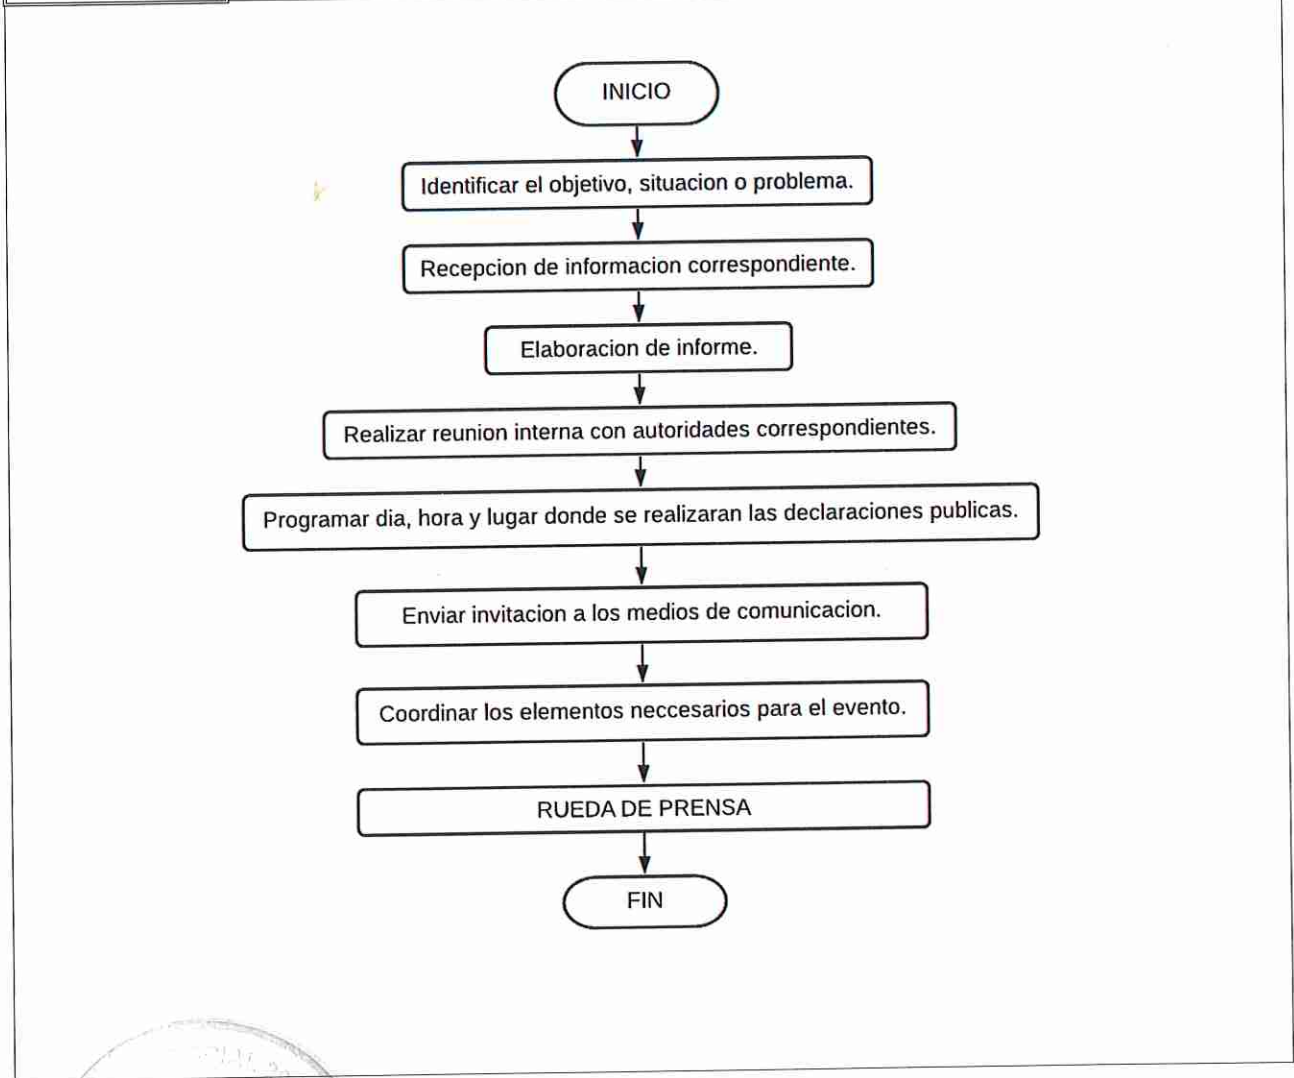 INICIO
Identificar el objetivo, situacion o problema.
Recepcion de informacion correspondiente.
Elaboracion de informe.
Realizar reunion interna con autoridades correspondientes.
Programar dia, hora y lugar donde se realizaran las declaraciones publicas.
Enviar invitacion a los medios de comunicacion.
Coordinar los elementos neccesarios para el evento.
RUEDA DE PRENSA
FIN